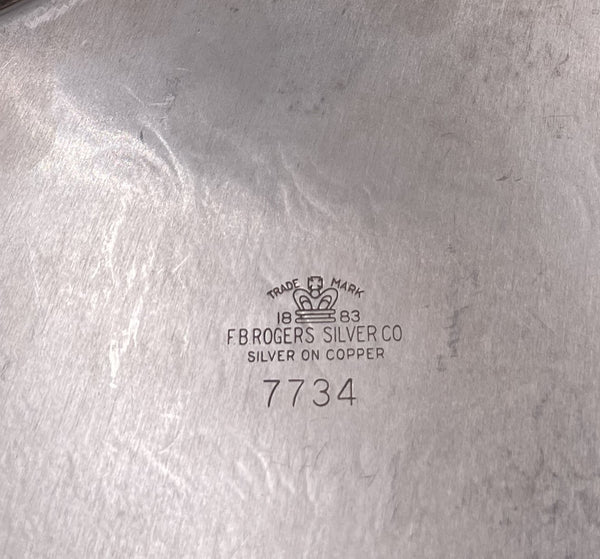 TRADE MARK
18 83
F.B.ROGERS SILVER CO
SILVER ON COPPER
7734